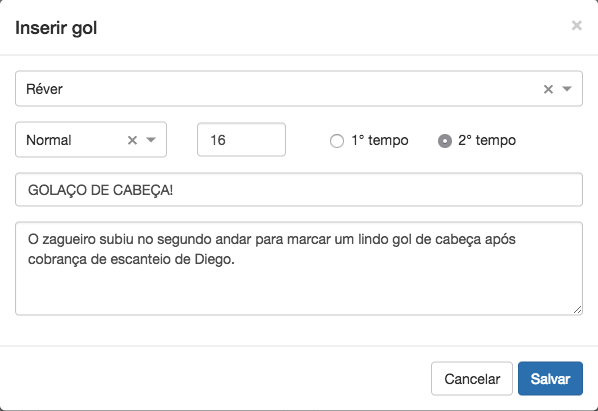 Inserir gol
×
Réver
×
Normal × 16 1° tempo 2° tempo
GOLAÇO DE CABEÇA!
O zagueiro subiu no segundo andar para marcar um lindo gol de cabeça após
cobrança de escanteio de Diego.
Cancelar Salvar